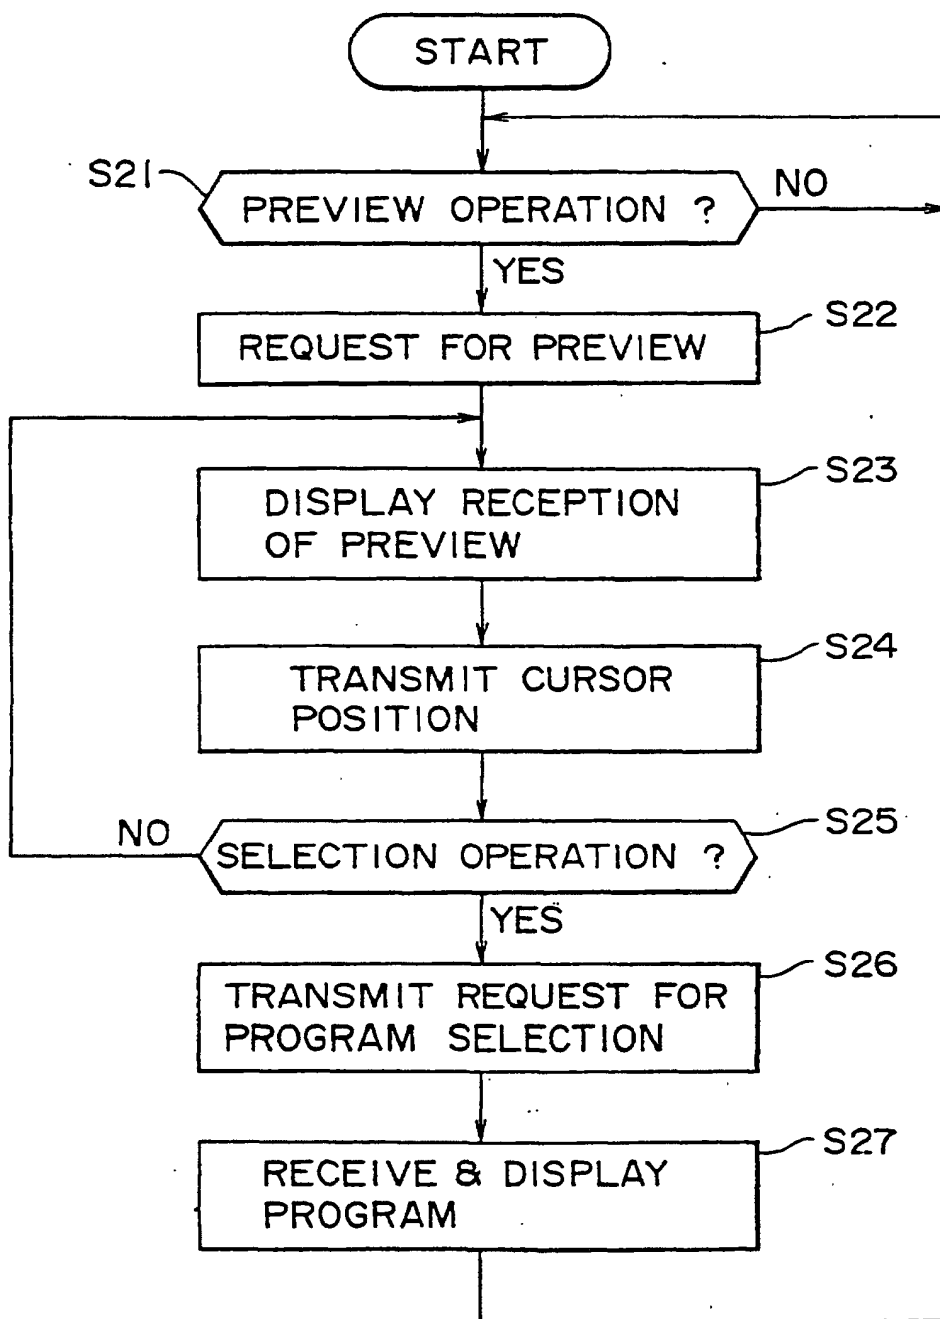 START
S21
PREVIEW OPERATION ?
NO
YES
S22
REQUEST FOR PREVIEW
S23
DISPLAY RECEPTION
OF PREVIEW
S24
TRANSMIT CURSOR
POSITION
S25
NO
SELECTION OPERATION ?
YES
S26
TRANSMIT REQUEST FOR
PROGRAM SELECTION
S27
RECEIVE & DISPLAY
PROGRAM